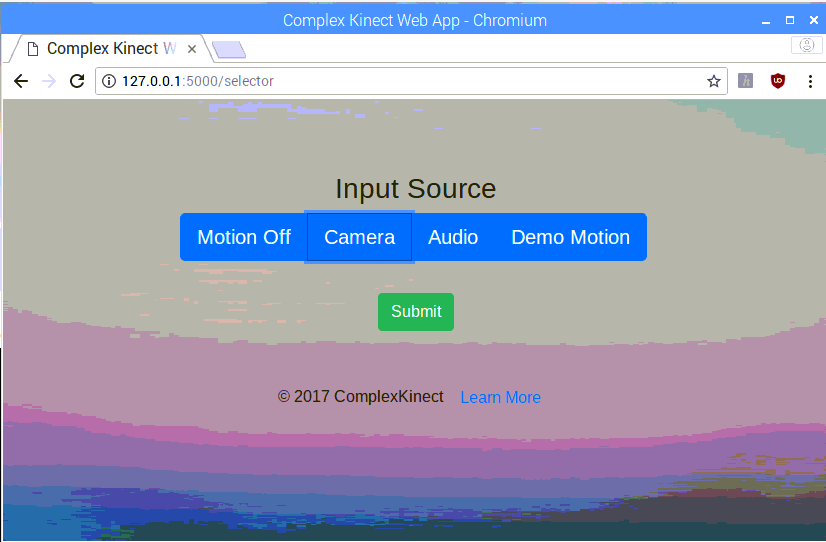 Complex Kinect Web App - Chromium
Complex Kinect W
127.0.0.1:5000/selector
Input Source
Motion Off Camera Audio Demo Motion
Submit
© 2017 ComplexKinect Learn More